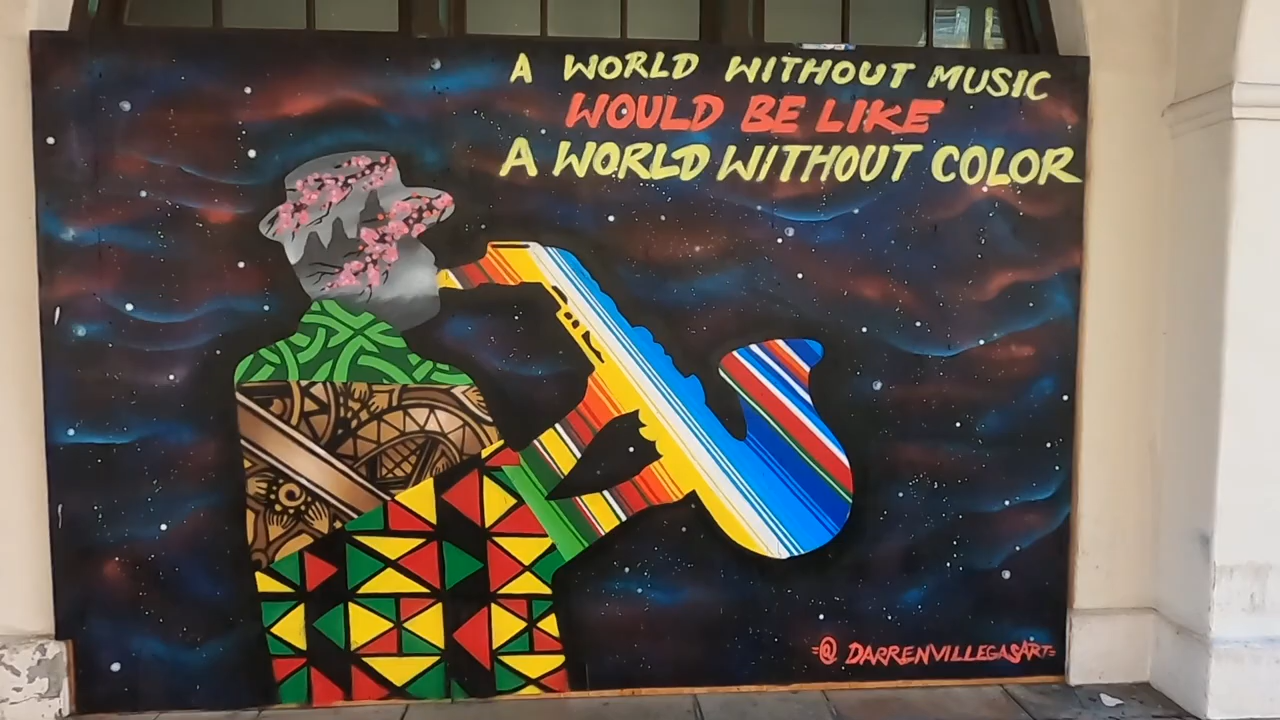 A WORLD WITHOUT MUSIC
WOULD BE LIKE
A WORLD WITHOUT COLOR
=@ DARRENVILLEGASART=